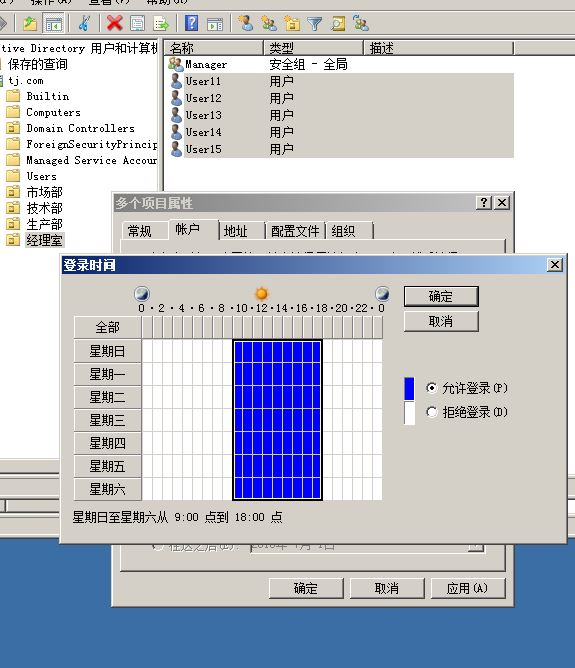 tive Directory 用户和计算机
保存的查询
tj.com
Builtin
Computers
Domain Controllers
ForeignSecurityPrincip
Managed Service Accour
Users
市场部
技术部
生产部
经理室
名称 类型 描述
Manager 安全组 - 全局
User11 用户
User12 用户
User13 用户
User14 用户
User15 用户
多个项目属性
常规 帐户 地址 配置文件 组织
登录时间
0 · 2 · 4 · 6 · 8 · 10 · 12 · 14 · 16 · 18 · 20 · 22 · 0
全部
星期日
星期一
星期二
星期三
星期四
星期五
星期六
确定
取消
允许登录(P)
拒绝登录(D)
星期日至星期六从 9:00 点到 18:00 点
确定 取消 应用(A)